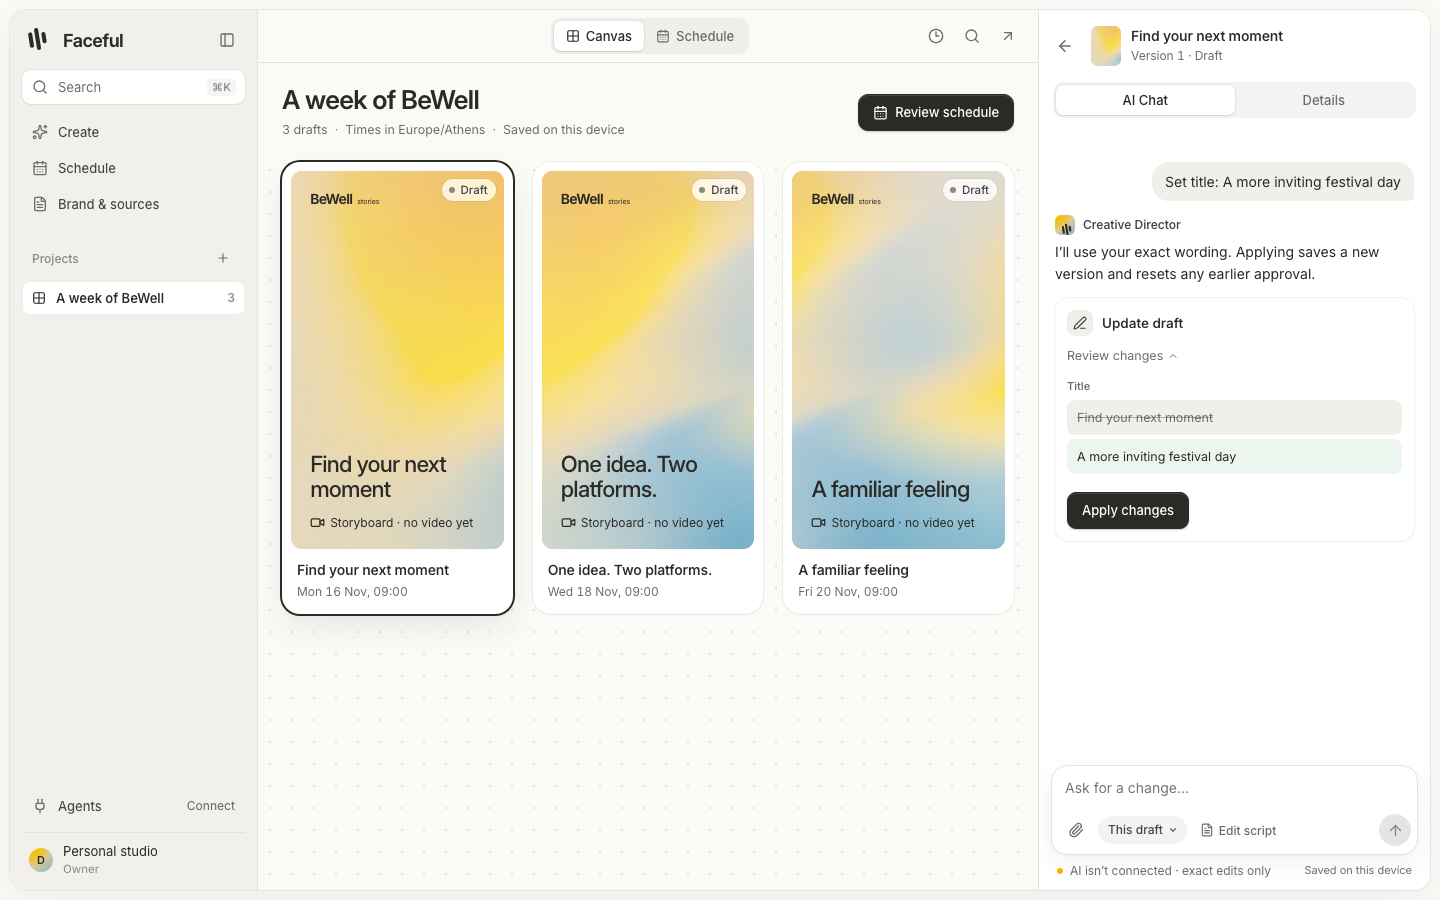 Faceful
Search
⌘K
Create
Schedule
Brand & sources
Projects
A week of BeWell
3
Agents
Connect
D
Personal studio
Owner
Canvas
Schedule
A week of BeWell
3 drafts · Times in Europe/Athens · Saved on this device
Review schedule
BeWell stories
Draft
Find your next
moment
Storyboard · no video yet
Find your next moment
Mon 16 Nov, 09:00
BeWell stories
Draft
One idea. Two
platforms.
Storyboard · no video yet
One idea. Two platforms.
Wed 18 Nov, 09:00
BeWell stories
Draft
A familiar feeling
Storyboard · no video yet
A familiar feeling
Fri 20 Nov, 09:00
Find your next moment
Version 1 · Draft
AI Chat
Details
Set title: A more inviting festival day
Creative Director
I’ll use your exact wording. Applying saves a new
version and resets any earlier approval.
Update draft
Review changes
Title
Find your next moment
A more inviting festival day
Apply changes
Ask for a change...
This draft
Edit script
AI isn’t connected · exact edits only
Saved on this device